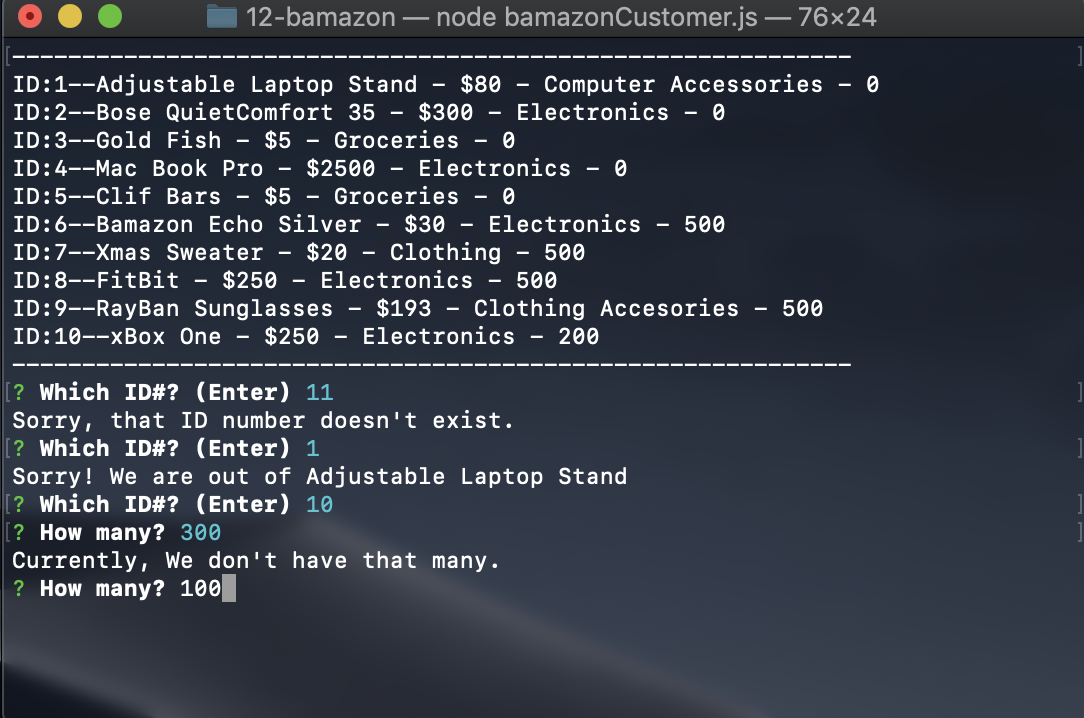 12-bamazon — node bamazonCustomer.js — 76×24
[------------------------------------------------------------]
ID:1--Adjustable Laptop Stand - $80 - Computer Accessories - 0
ID:2--Bose QuietComfort 35 - $300 - Electronics - 0
ID:3--Gold Fish - $5 - Groceries - 0
ID:4--Mac Book Pro - $2500 - Electronics - 0
ID:5--Clif Bars - $5 - Groceries - 0
ID:6--Bamazon Echo Silver - $30 - Electronics - 500
ID:7--Xmas Sweater - $20 - Clothing - 500
ID:8--FitBit - $250 - Electronics - 500
ID:9--RayBan Sunglasses - $193 - Clothing Accesories - 500
ID:10--xBox One - $250 - Electronics - 200
------------------------------------------------------------
[? Which ID#? (Enter) 11 ]
Sorry, that ID number doesn't exist.
[? Which ID#? (Enter) 1 ]
Sorry! We are out of Adjustable Laptop Stand
[? Which ID#? (Enter) 10 ]
[? How many? 300 ]
Currently, We don't have that many.
? How many? 100